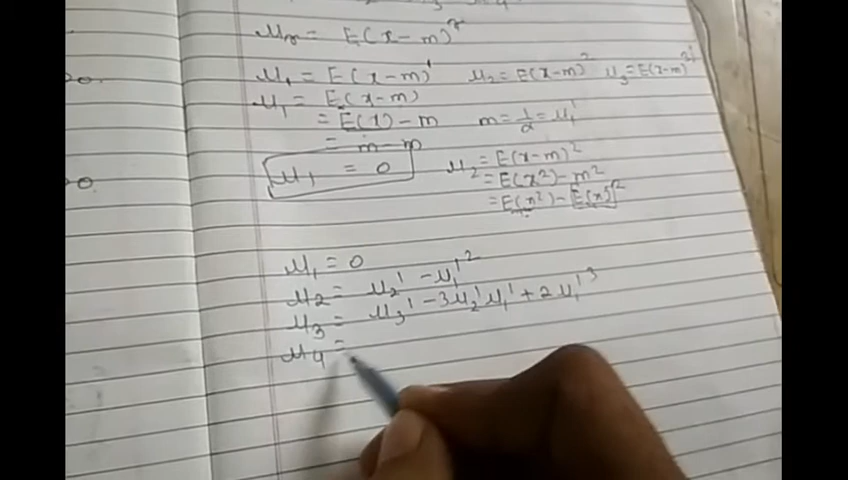 μr = E(x-m)^r
μ1 = E(x-m)^1 μ2 = E(x-m)^2 μ3 = E(x-m)^3
μ1 = E(x-m)
= E(x) - m m = 1/α = μ1'
= m - m
μ1 = 0 μ2 = E(x-m)^2
= E(x^2) - m^2
= E(x^2) - E(x)^2
μ1 = 0
μ2 = μ2' - μ1'^2
μ3 = μ3' - 3μ2'μ1' + 2μ1'^3
μ4 =